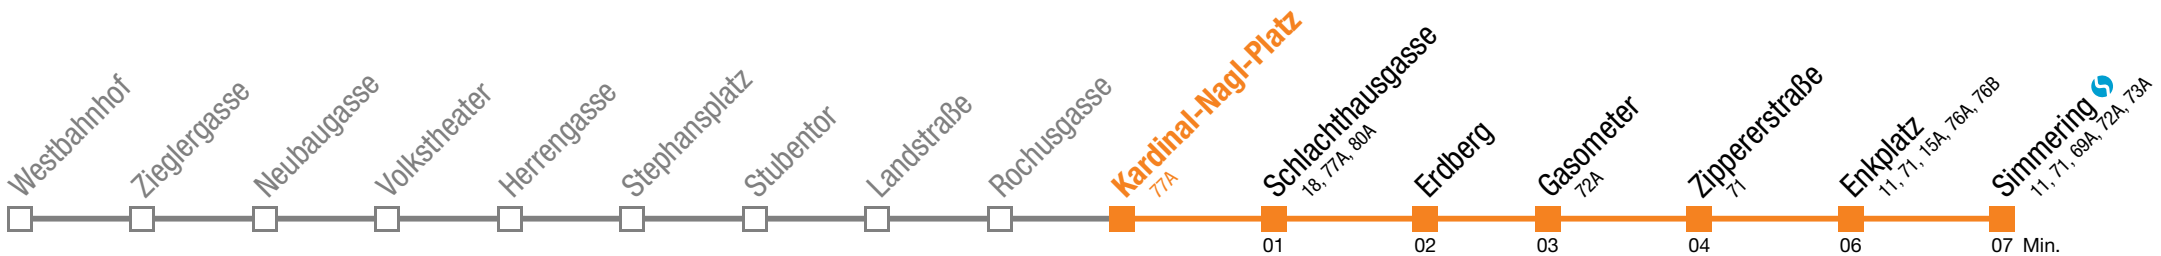 Westbahnhof
Zieglergasse
Neubaugasse
Volkstheater
Herrengasse
Stephansplatz
Stubentor
Landstraße
Rochusgasse
Kardinal-Nagl-Platz
77A
Schlachthausgasse
18, 77A, 80A
Erdberg
Gasometer
72A
Zippererstraße
71
Enkplatz
11, 71, 15A, 76A, 76B
Simmering
11, 71, 69A, 72A, 73A
01 02 03 04 06 07 Min.